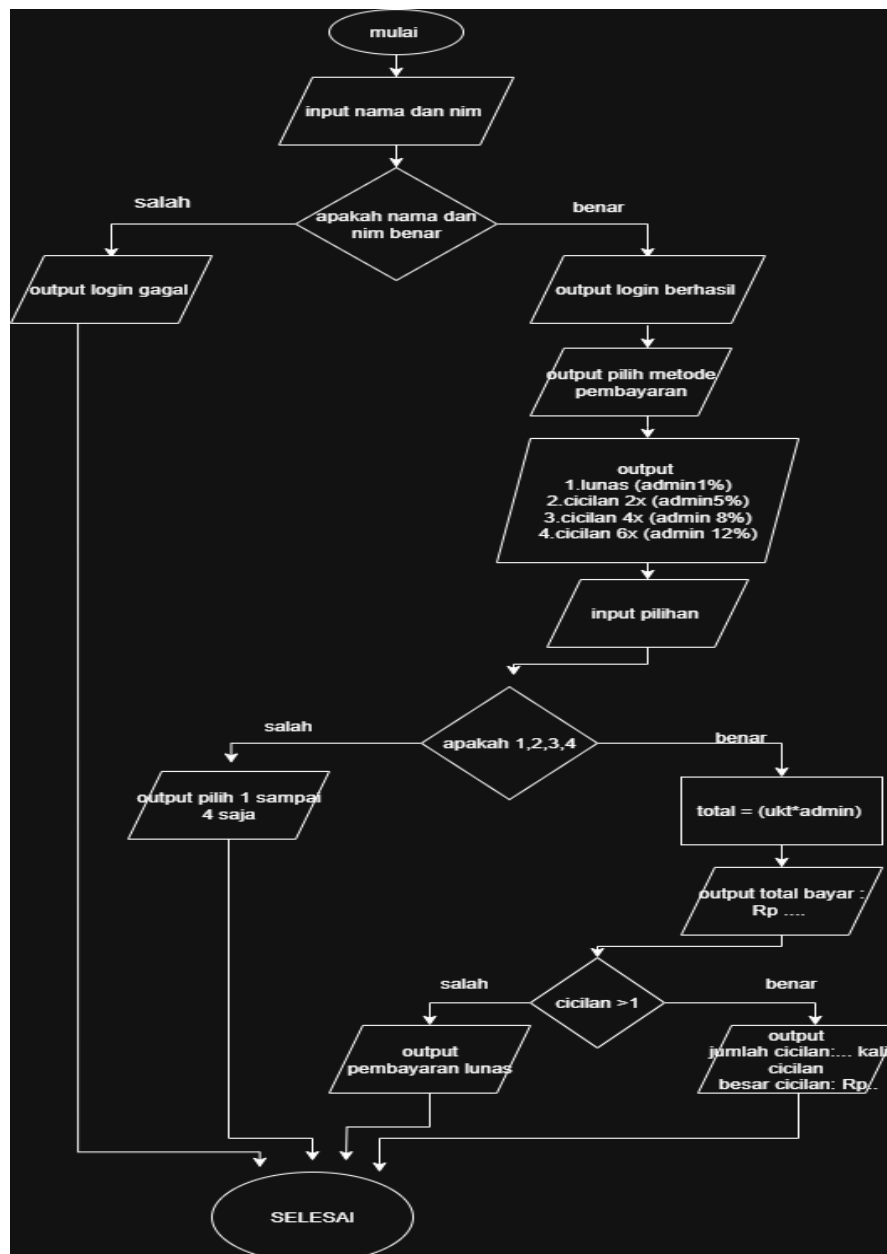 mulai
input nama dan nim
apakah nama dan
nim benar
salah
benar
output login gagal
output login berhasil
output pilih metode
pembayaran
output
1.lunas (admin1%)
2.cicilan 2x (admin5%)
3.cicilan 4x (admin 8%)
4.cicilan 6x (admin 12%)
input pilihan
apakah 1,2,3,4
salah
benar
output pilih 1 sampai
4 saja
total = (ukt*admin)
output total bayar :
Rp ....
cicilan >1
salah
benar
output
pembayaran lunas
output
jumlah cicilan:... kali
cicilan
besar cicilan: Rp..
SELESAI